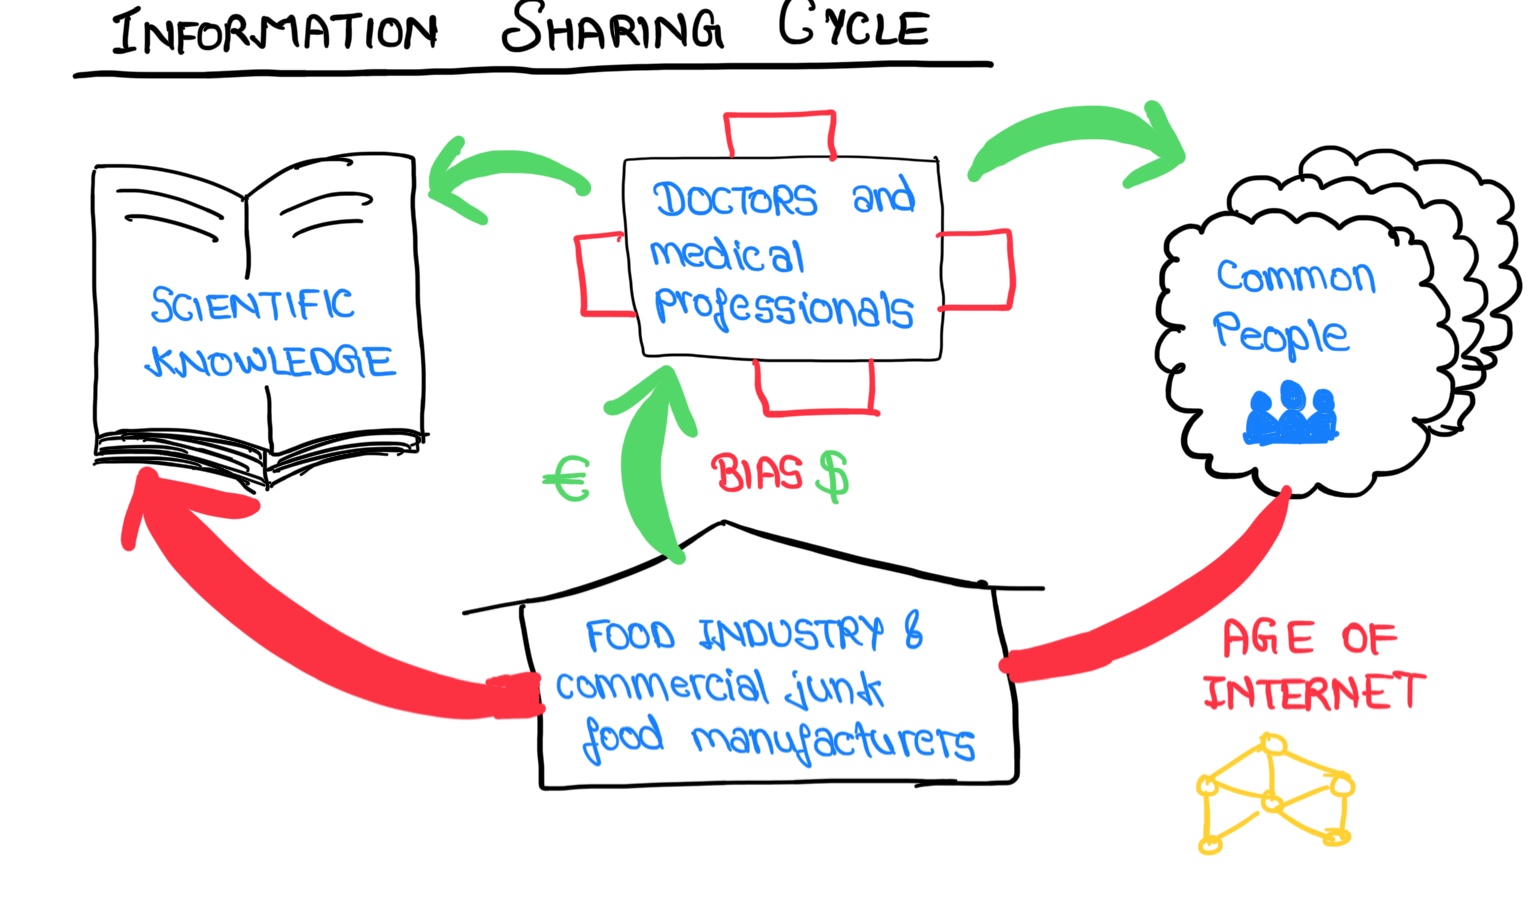 INFORMATION SHARING CYCLE
SCIENTIFIC
KNOWLEDGE
DOCTORS and
medical
professionals
Common
People
€
BIAS $
FOOD INDUSTRY &
commercial junk
food manufacturers
AGE OF
INTERNET